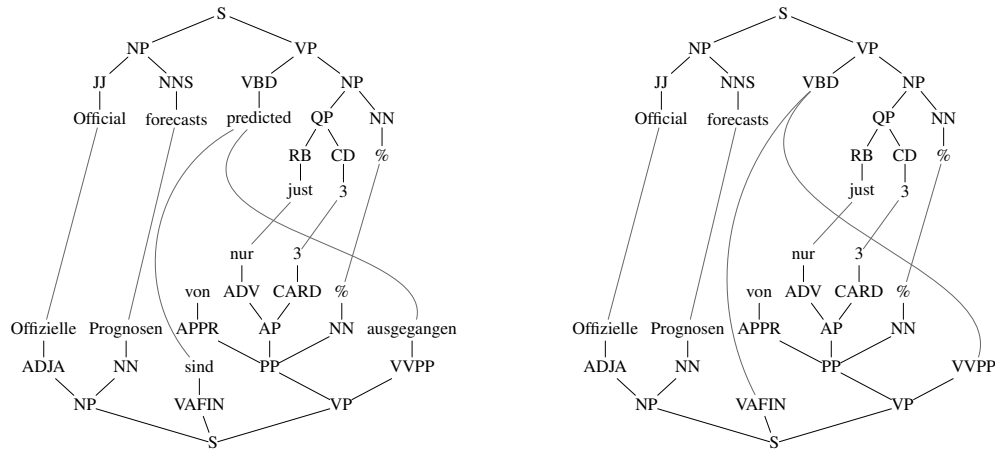 S S
NP VP NP VP
JJ NNS VBD NP JJ NNS VBD NP
Official forecasts predicted QP NN Official forecasts QP NN
RB CD % RB CD %
just 3 just 3
nur 3 nur 3
von ADV CARD % von ADV CARD %
Offizielle Prognosen APPR AP NN ausgegangen Offizielle Prognosen APPR AP NN
ADJA NN sind PP VVPP ADJA NN PP VVPP
NP VAFIN VP NP VAFIN VP
S S